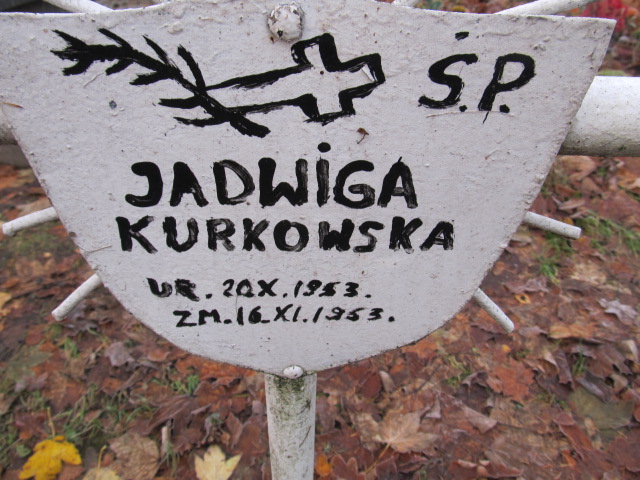 Ś.P.
JADWIGA
KURKOWSKA
UR. 20.X.1953.
ZM.16.XI.1953.